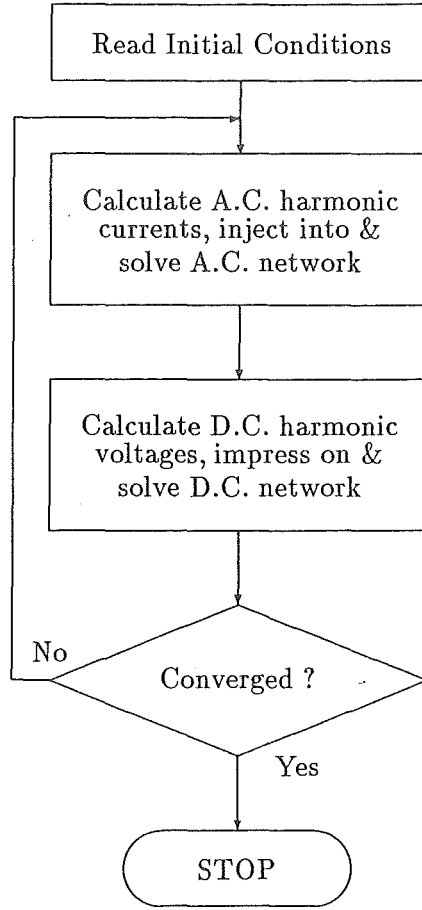 Read Initial Conditions
Calculate A.C. harmonic
currents, inject into &
solve A.C. network
Calculate D.C. harmonic
voltages, impress on &
solve D.C. network
No
Converged ?
Yes
STOP